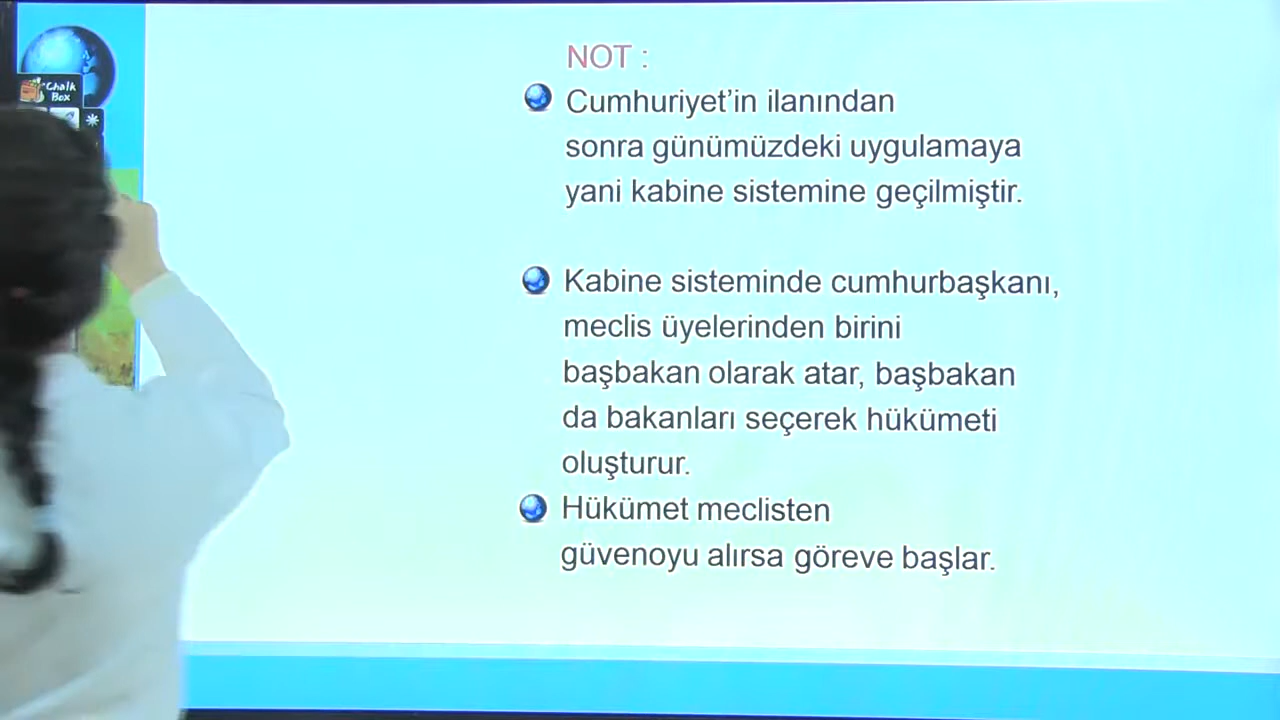 Chalk
Box
NOT :
Cumhuriyet'in ilanından
sonra günümüzdeki uygulamaya
yani kabine sistemine geçilmiştir.
Kabine sisteminde cumhurbaşkanı,
meclis üyelerinden birini
başbakan olarak atar, başbakan
da bakanları seçerek hükümeti
oluşturur.
Hükümet meclisten
güvenoyu alırsa göreve başlar.